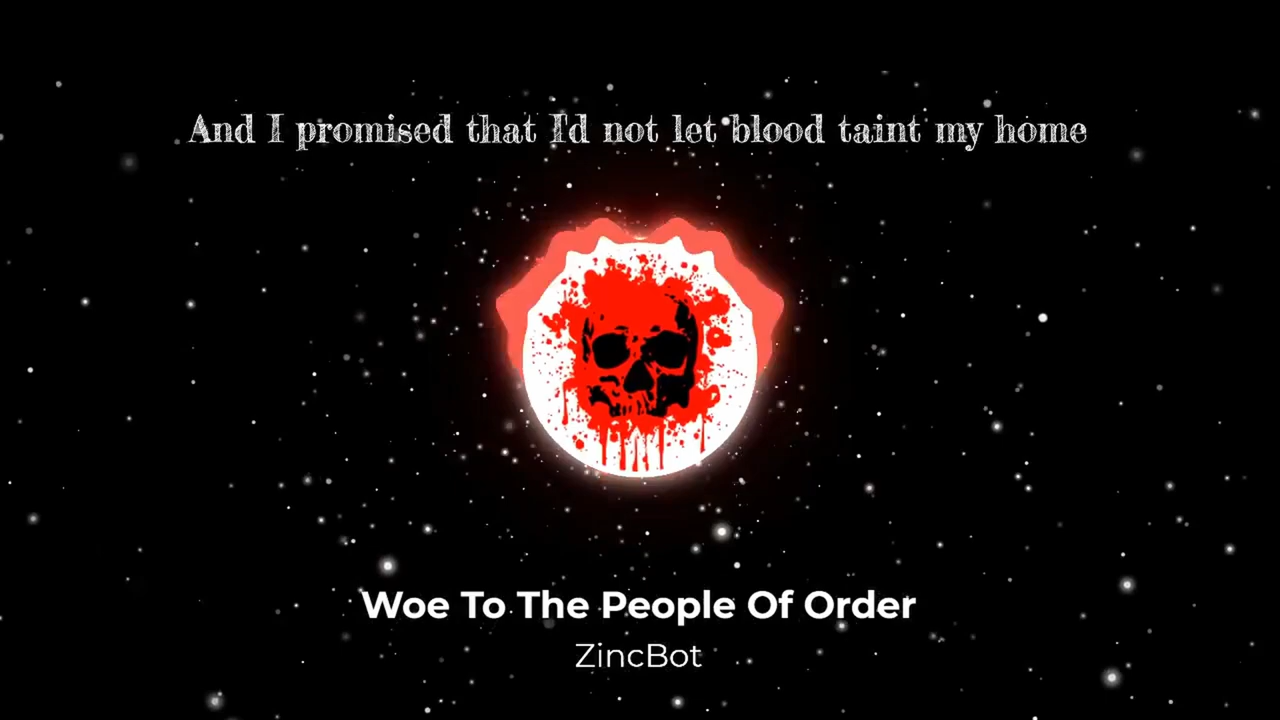 And I promised that I'd not let blood taint my home
Woe To The People Of Order
ZincBot